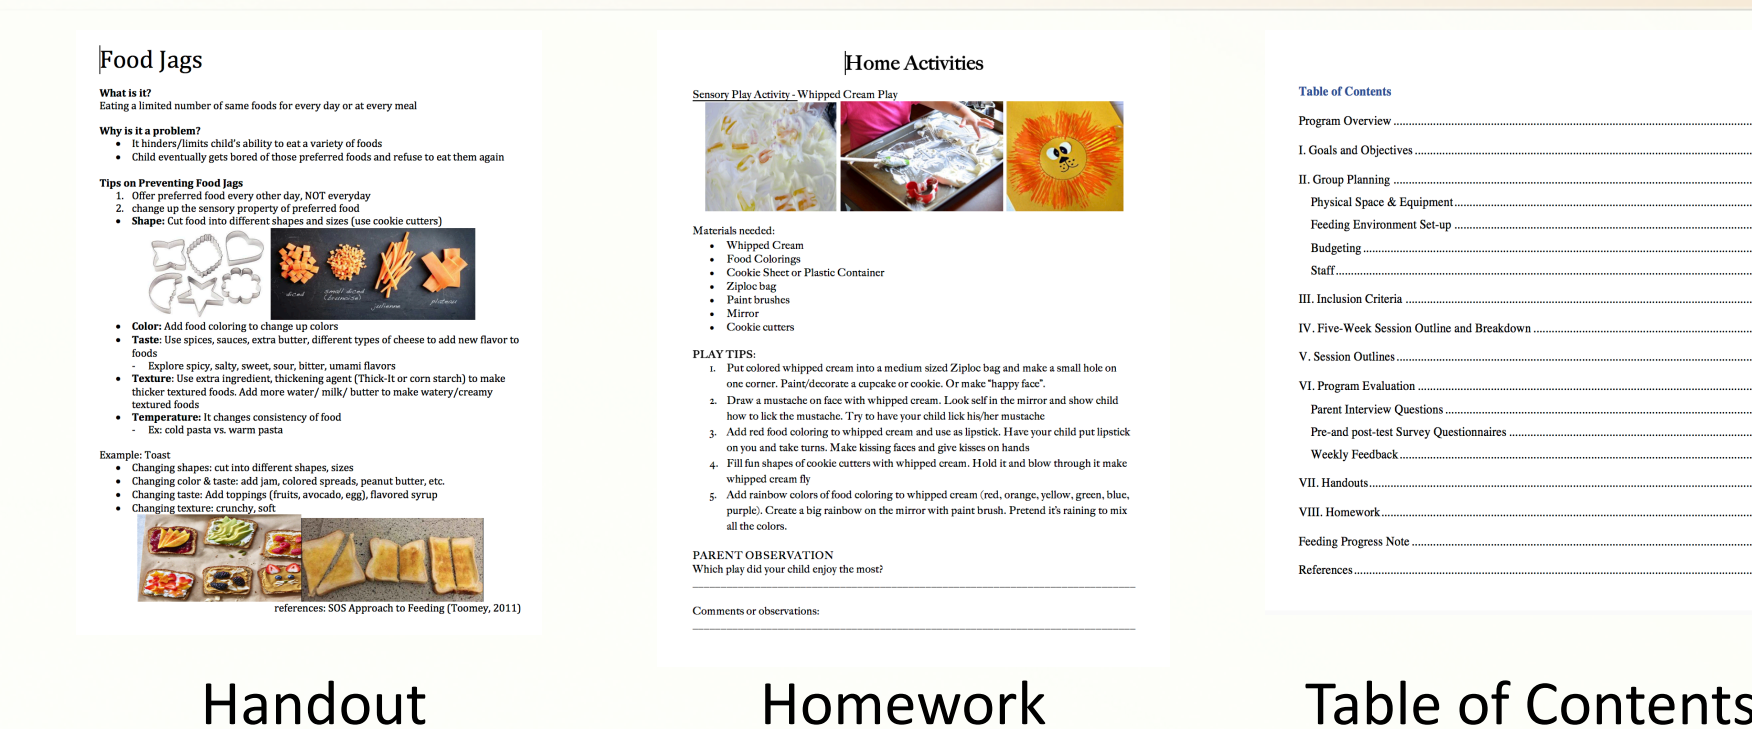 Food Jags
What is it?
Eating a limited number of same foods for every day or at every meal
Why is it a problem?
• It hinders/limits child's ability to eat a variety of foods
• Child eventually gets bored of those preferred foods and refuse to eat them again
Tips on Preventing Food Jags
1. Offer preferred food every other day, NOT everyday
2. change up the sensory property of preferred food
• Shape: Cut food into different shapes and sizes (use cookie cutters)
diced
small diced
(brunoise)
julienne
• Color: Add food coloring to change up colors
• Taste: Use spices, sauces, extra butter, different types of cheese to add new flavor to
foods
- Explore spicy, salty, sweet, sour, bitter, umami flavors
• Texture: Use extra ingredient, thickening agent (Thick-It or corn starch) to make
thicker textured foods. Add more water/ milk/ butter to make watery/creamy
textured foods
• Temperature: It changes consistency of food
- Ex: cold pasta vs. warm pasta
Example: Toast
• Changing shapes: cut into different shapes, sizes
• Changing color & taste: add jam, colored spreads, peanut butter, etc.
• Changing taste: Add toppings (fruits, avocado, egg), flavored syrup
• Changing texture: crunchy, soft
references: SOS Approach to Feeding (Toomey, 2011)
Handout
Home Activities
Sensory Play Activity - Whipped Cream Play
Materials needed:
• Whipped Cream
• Food Colorings
• Cookie Sheet or Plastic Container
• Ziploc bag
• Paint brushes
• Mirror
• Cookie cutters
PLAY TIPS:
1. Put colored whipped cream into a medium sized Ziploc bag and make a small hole on
one corner. Paint/decorate a cupcake or cookie. Or make "happy face".
2. Draw a mustache on face with whipped cream. Look self in the mirror and show child
how to lick the mustache. Try to have your child lick his/her mustache
3. Add red food coloring to whipped cream and use as lipstick. Have your child put lipstick
on you and take turns. Make kissing faces and give kisses on hands
4. Fill fun shapes of cookie cutters with whipped cream. Hold it and blow through it make
whipped cream fly
5. Add rainbow colors of food coloring to whipped cream (red, orange, yellow, green, blue,
purple). Create a big rainbow on the mirror with paint brush. Pretend it's raining to mix
all the colors.
PARENT OBSERVATION
Which play did your child enjoy the most?
Comments or observations:
Homework
Table of Contents
Program Overview
I. Goals and Objectives
II. Group Planning
Physical Space & Equipment
Feeding Environment Set-up
Budgeting
Staff
III. Inclusion Criteria
IV. Five-Week Session Outline and Breakdown
V. Session Outlines
VI. Program Evaluation
Parent Interview Questions
Pre-and post-test Survey Questionnaires
Weekly Feedback
VII. Handouts
VIII. Homework
Feeding Progress Note
References
Table of Contents